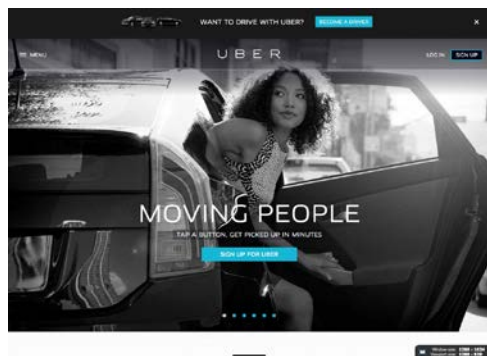 WANT TO DRIVE WITH UBER? BECOME A DRIVER
MENU UBER LOG IN SIGN UP
MOVING PEOPLE
TAP A BUTTON, GET PICKED UP IN MINUTES
SIGN UP FOR UBER